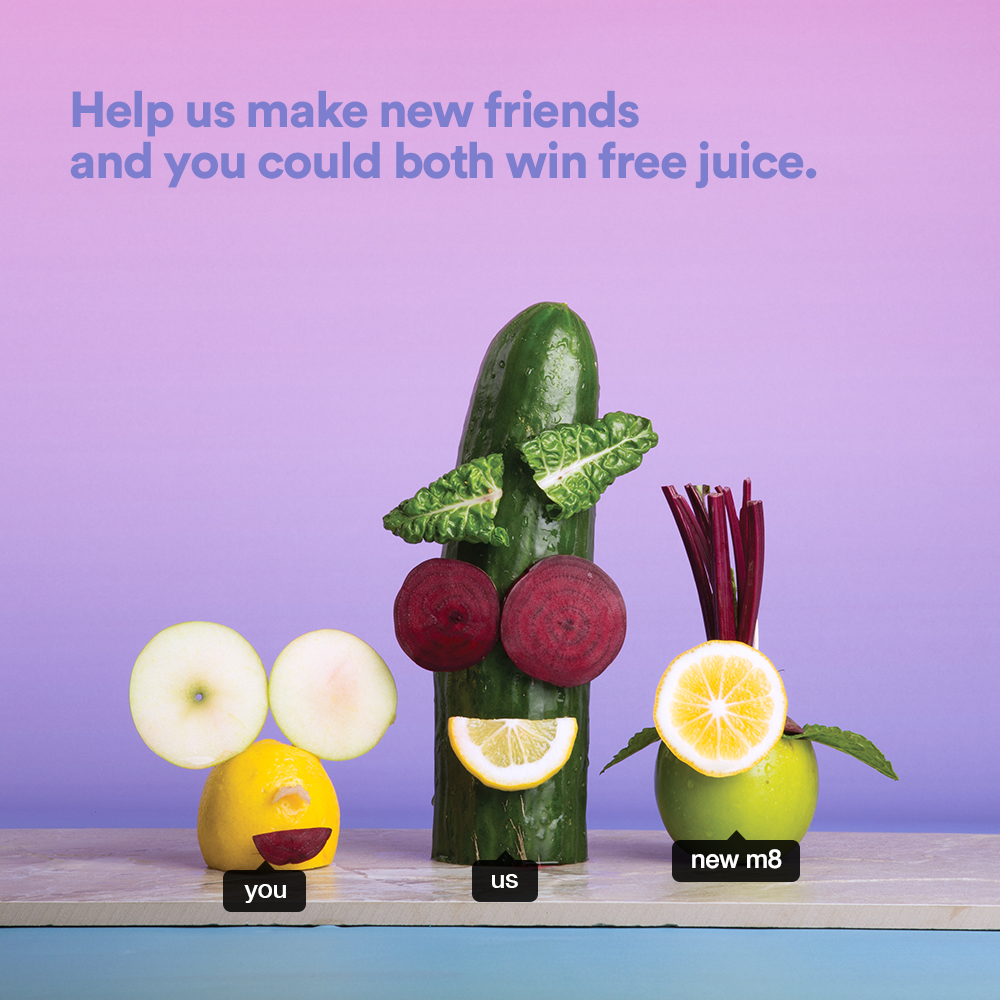 Help us make new friends
and you could both win free juice.
you
us
new m8